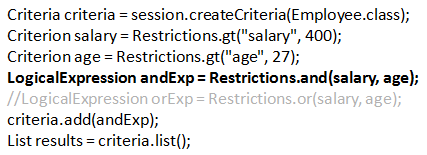 Criteria criteria = session.createCriteria(Employee.class);
Criterion salary = Restrictions.gt("salary", 400);
Criterion age = Restrictions.gt("age", 27);
LogicalExpression andExp = Restrictions.and(salary, age);
//LogicalExpression orExp = Restrictions.or(salary, age);
criteria.add(andExp);
List results = criteria.list();